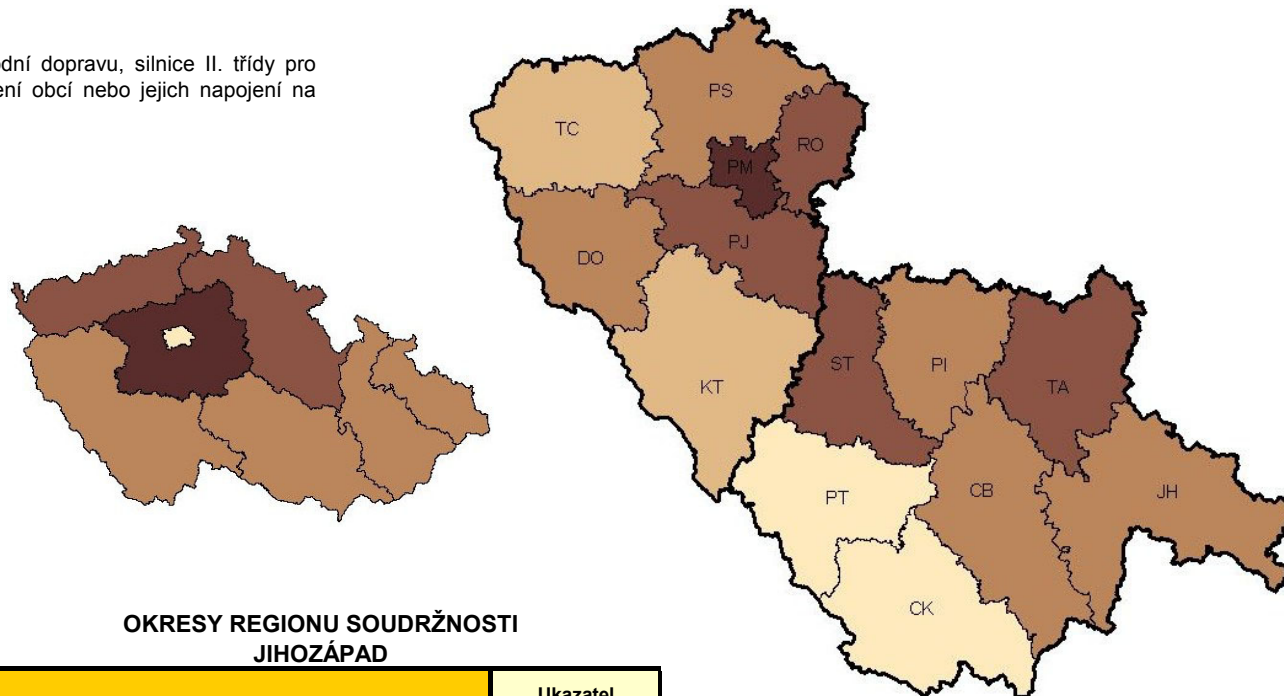 dní dopravu, silnice II. třídy pro
ení obcí nebo jejich napojení na
TC
PS
RO
PM
DO
PJ
KT
ST
PI
TA
PT
CB
JH
CK
OKRESY REGIONU SOUDRŽNOSTI
JIHOZÁPAD
Ukazatel